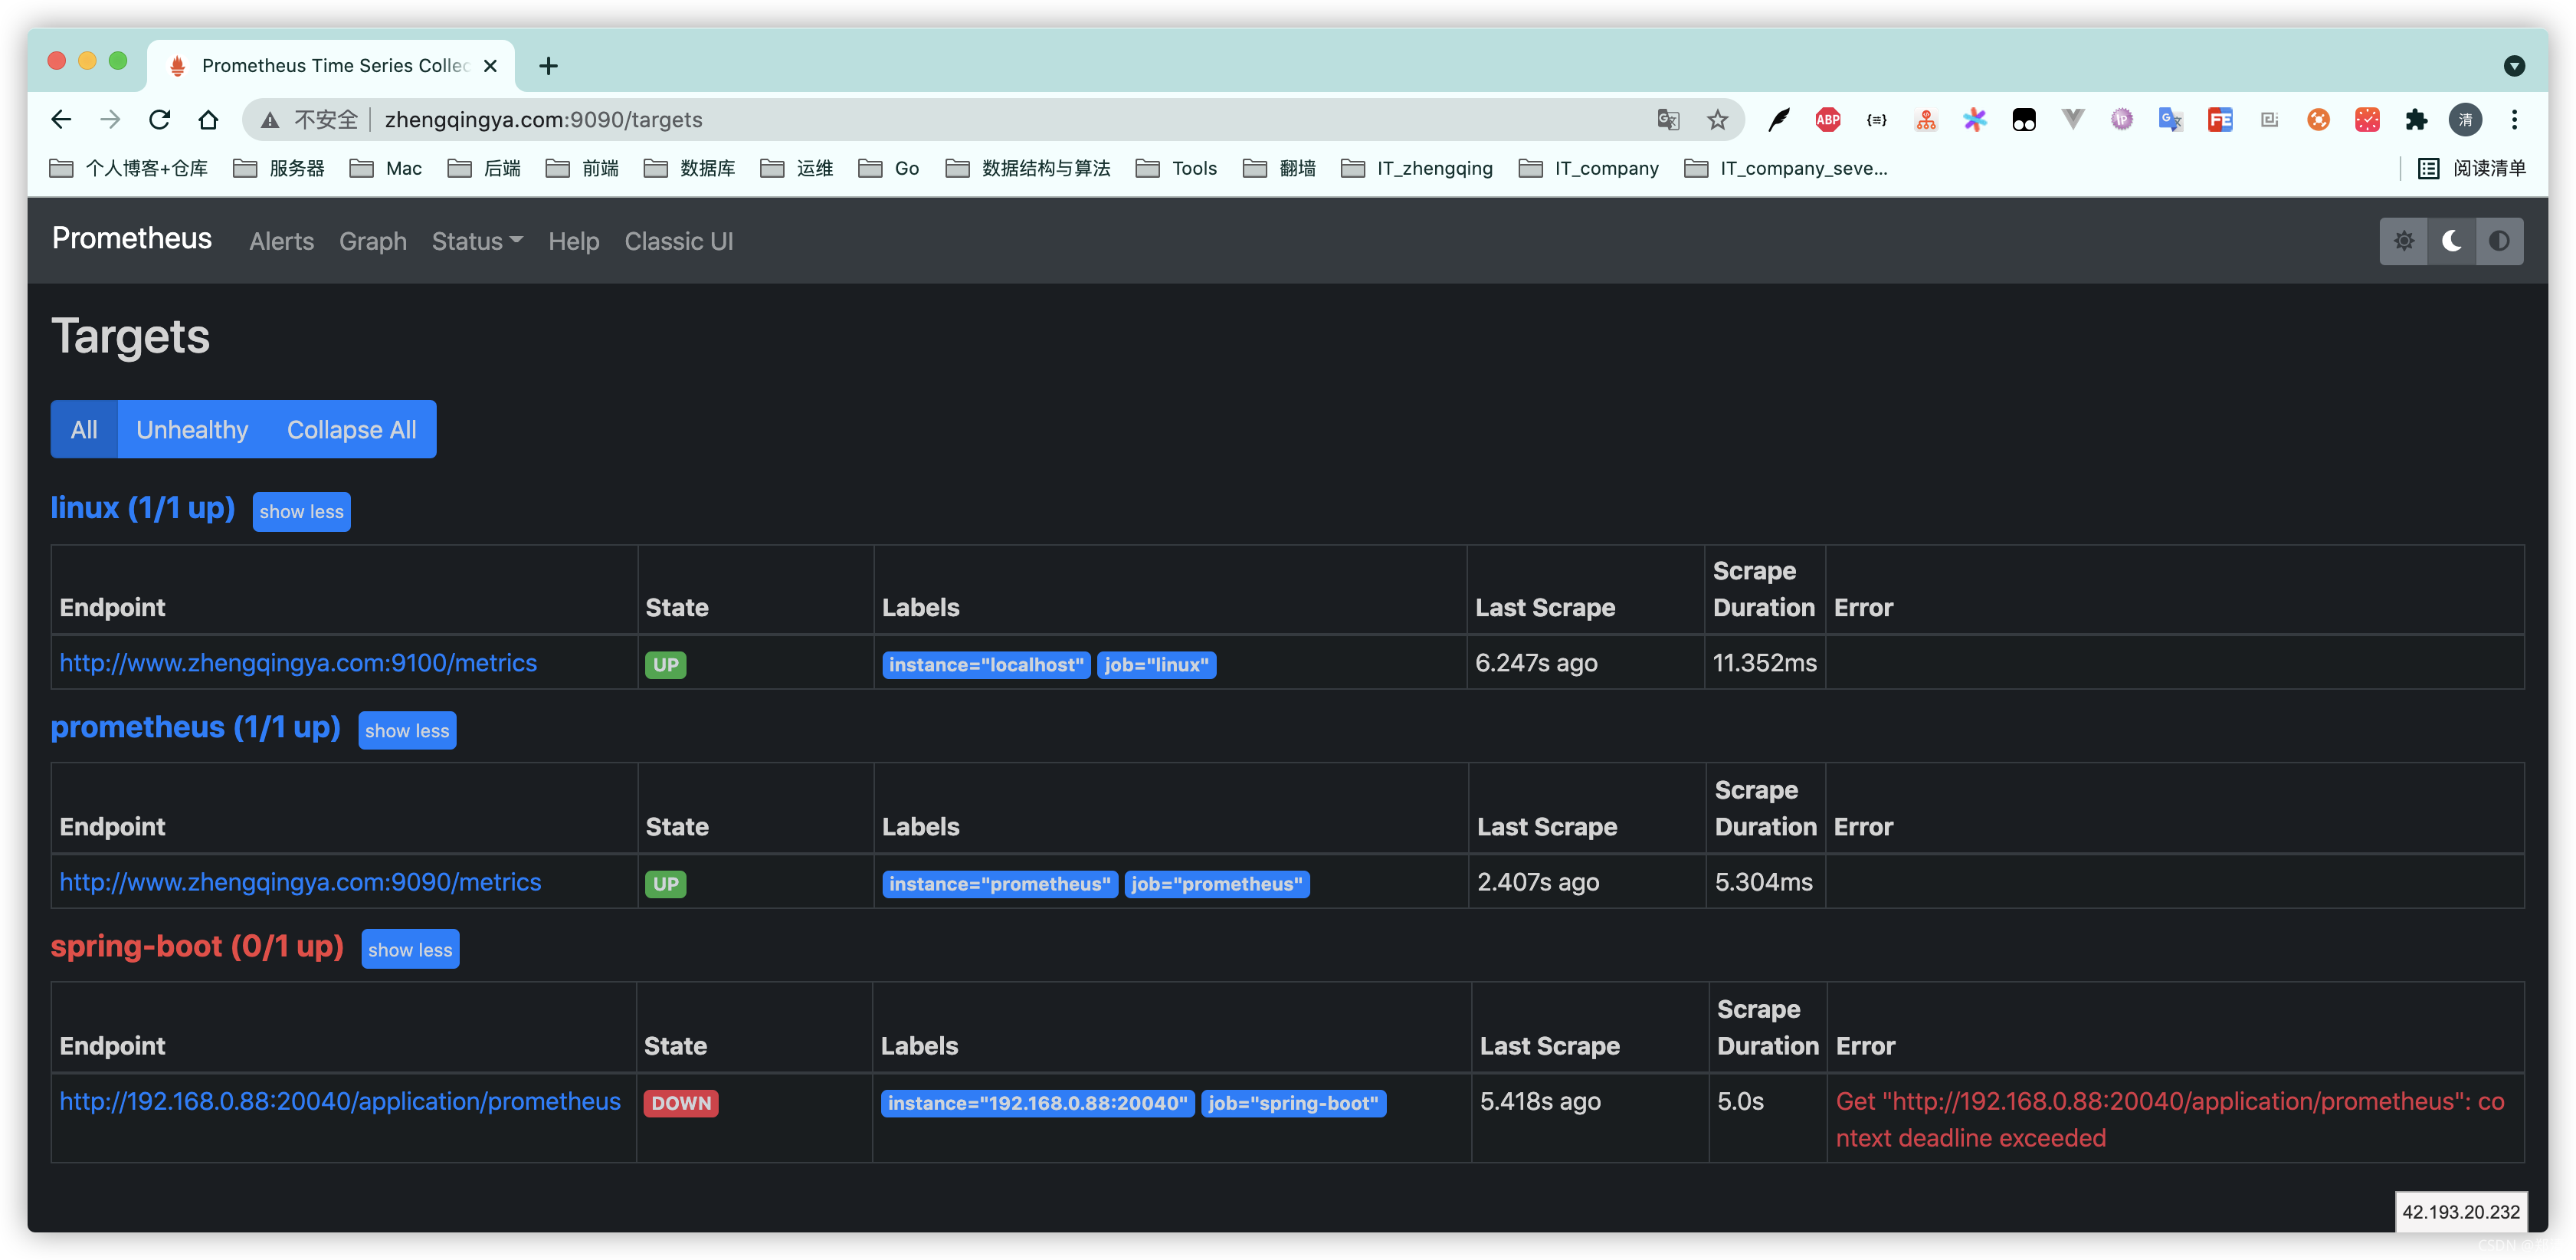 Prometheus Time Series Collec
不安全 zhengqingya.com:9090/targets
ABP
FE
清
个人博客+仓库 服务器 Mac 后端 前端 数据库 运维 Go 数据结构与算法 Tools 翻墙 IT_zhengqing IT_company IT_company_seve... 阅读清单
Prometheus Alerts Graph Status Help Classic UI
Targets
All Unhealthy Collapse All
linux (1/1 up) show less
Endpoint State Labels Last Scrape Scrape Duration Error
http://www.zhengqingya.com:9100/metrics UP instance="localhost" job="linux" 6.247s ago 11.352ms
prometheus (1/1 up) show less
Endpoint State Labels Last Scrape Scrape Duration Error
http://www.zhengqingya.com:9090/metrics UP instance="prometheus" job="prometheus" 2.407s ago 5.304ms
spring-boot (0/1 up) show less
Endpoint State Labels Last Scrape Scrape Duration Error
http://192.168.0.88:20040/application/prometheus DOWN instance="192.168.0.88:20040" job="spring-boot" 5.418s ago 5.0s Get "http://192.168.0.88:20040/application/prometheus": co
ntext deadline exceeded
42.193.20.232